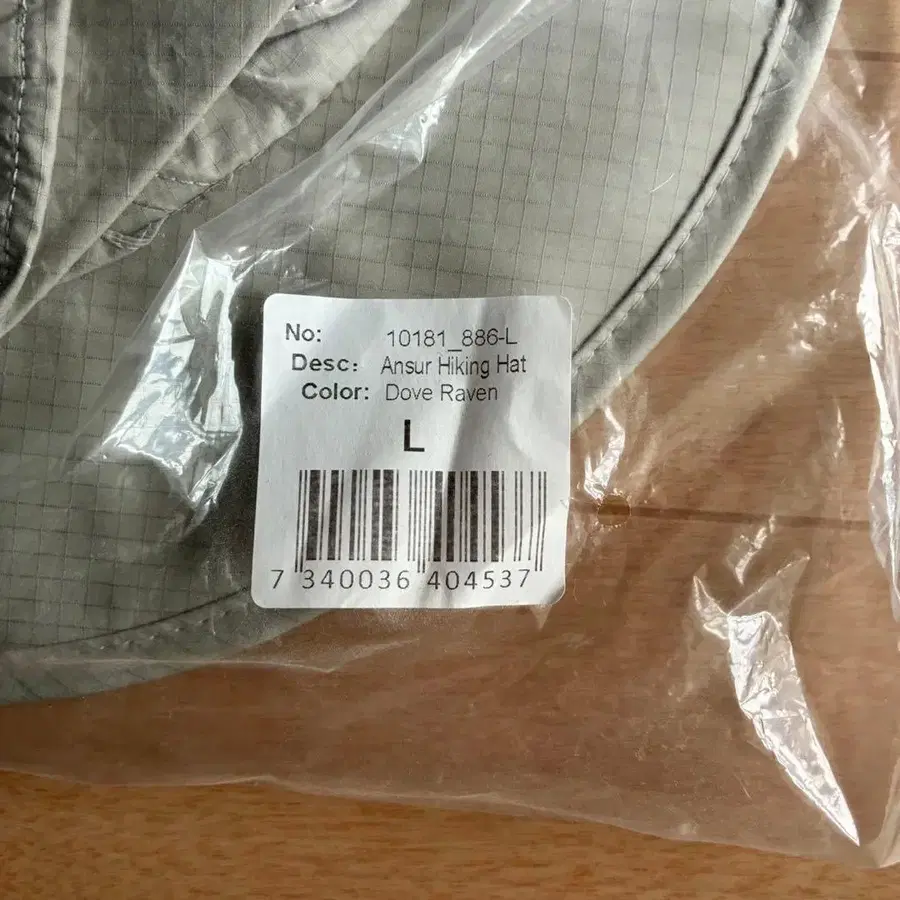 No: 10181_886-L
Desc: Ansur Hiking Hat
Color: Dove Raven
L
7 340036 404537